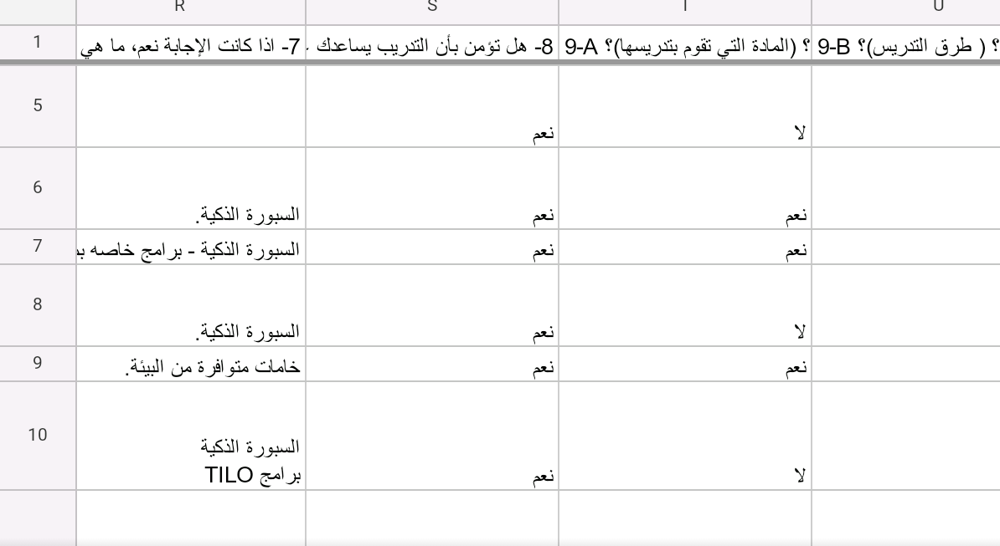 R S T U
1 7- اذا كانت الإجابة نعم، ما هي 8- هل تؤمن بأن التدريب يساعدك 9-A ؟ (المادة التي تقوم بتدريسها)؟ 9-B ؟ ( طرق التدريس)؟
5 نعم لا
6 السبورة الذكية. نعم نعم
7 السبورة الذكية - برامج خاصه نعم نعم
8 السبورة الذكية. نعم لا
9 خامات متوافرة من البيئة. نعم نعم
10 السبورة الذكية
برامج TILO نعم لا